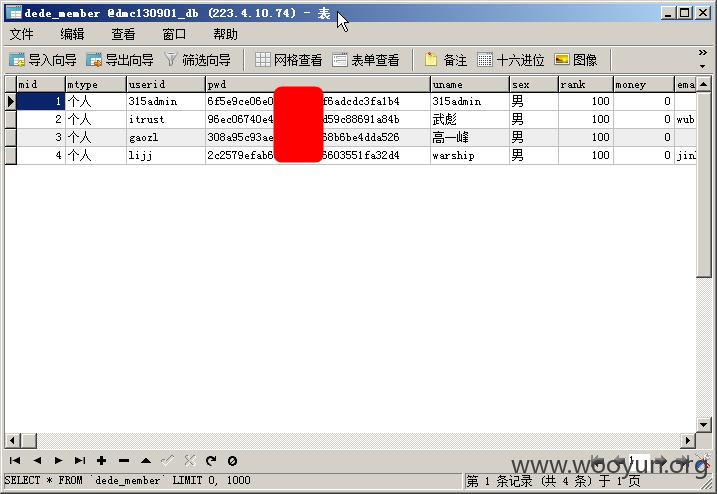 dede_member @dmc130901_db (223.4.10.74) - 表
文件 编辑 查看 窗口 帮助
导入向导 导出向导 筛选向导 网格查看 表单查看 备注 十六进位 图像
mid mtype userid pwd uname sex rank money ema
1 个人 315admin 6f5e9ce06e0 f6adcdc3fa1b4 315admin 男 100 0
2 个人 itrust 96ec06740e4 d59c88691a84b 武彪 男 100 0 wub
3 个人 gaozl 308a95c93ae 68b6be4dda526 高一峰 男 100 0
4 个人 lijj 2c2579efab6 6603551fa32d4 warship 男 100 0 jinl
1
www.wooyun.org
SELECT * FROM `dede_member` LIMIT 0, 1000
第 1 条记录 (共 4 条) 于 1 页